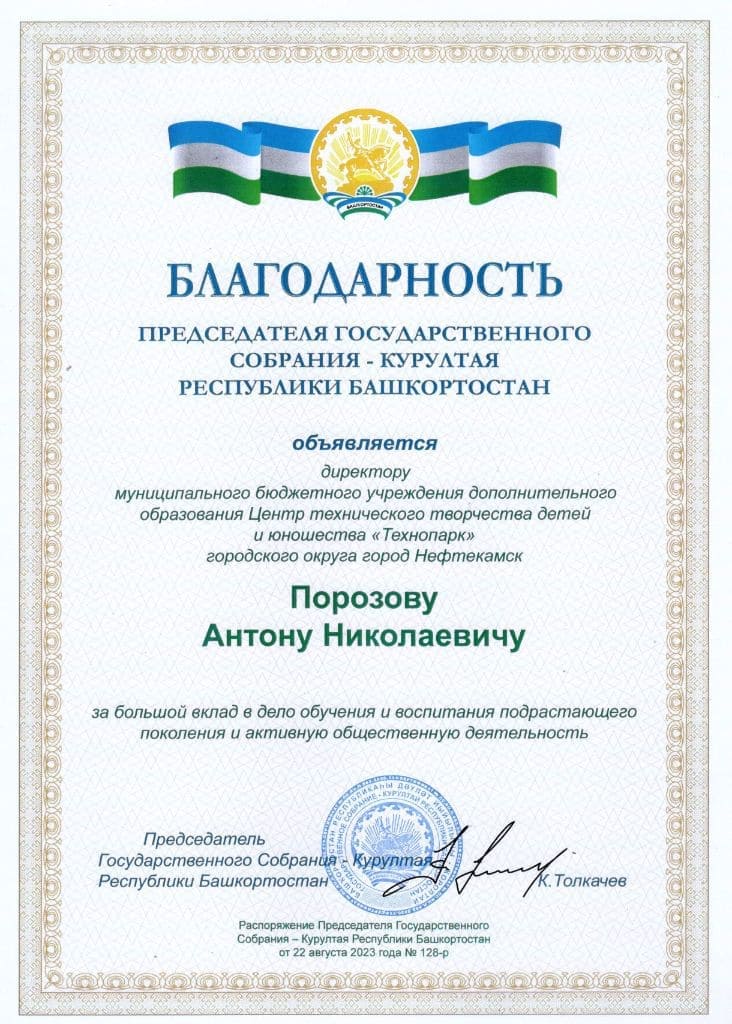 БАШКОРТОСТАН
БЛАГОДАРНОСТЬ
ПРЕДСЕДАТЕЛЯ ГОСУДАРСТВЕННОГО
СОБРАНИЯ - КУРУЛТАЯ
РЕСПУБЛИКИ БАШКОРТОСТАН
объявляется
директору
муниципального бюджетного учреждения дополнительного
образования Центр технического творчества детей
и юношества «Технопарк»
городского округа город Нефтекамск
Порозову
Антону Николаевичу
за большой вклад в дело обучения и воспитания подрастающего
поколения и активную общественную деятельность
Председатель
Государственного Собрания - Курултая
Республики Башкортостан
К.Толкачев
Распоряжение Председателя Государственного
Собрания – Курултая Республики Башкортостан
от 22 августа 2023 года № 128-р